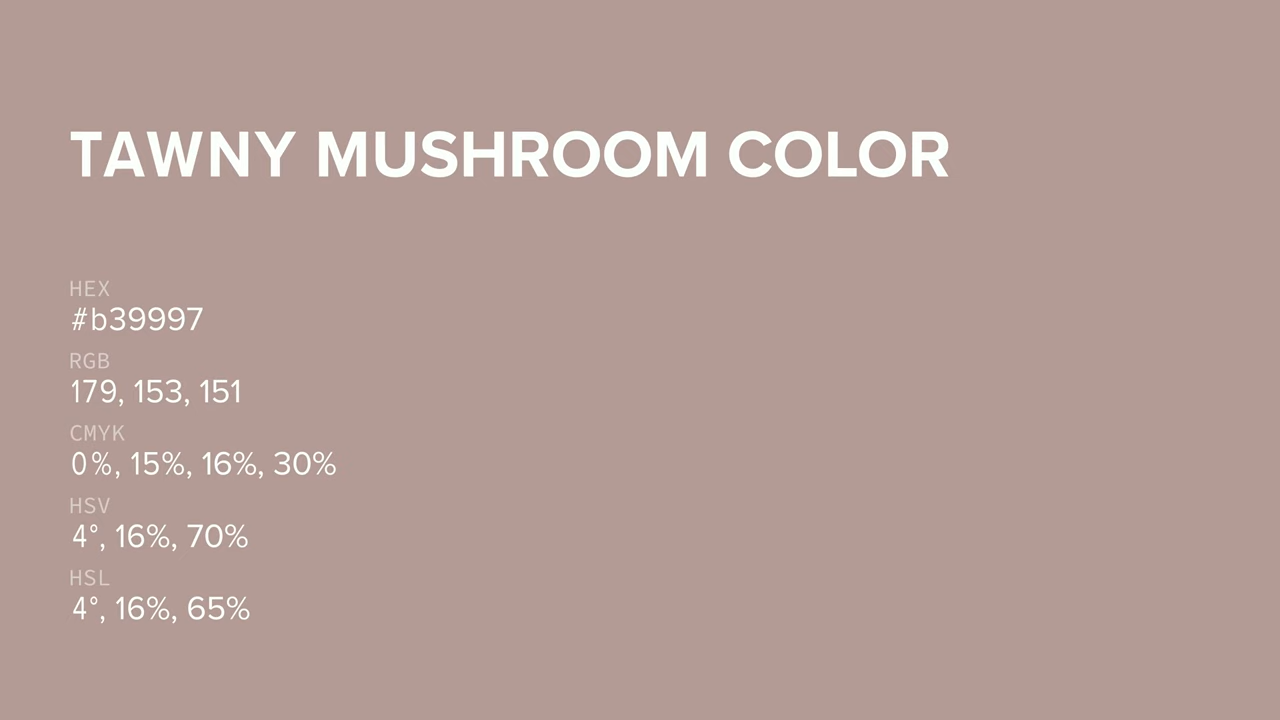 TAWNY MUSHROOM COLOR
HEX
#b39997
RGB
179, 153, 151
CMYK
0%, 15%, 16%, 30%
HSV
4°, 16%, 70%
HSL
4°, 16%, 65%